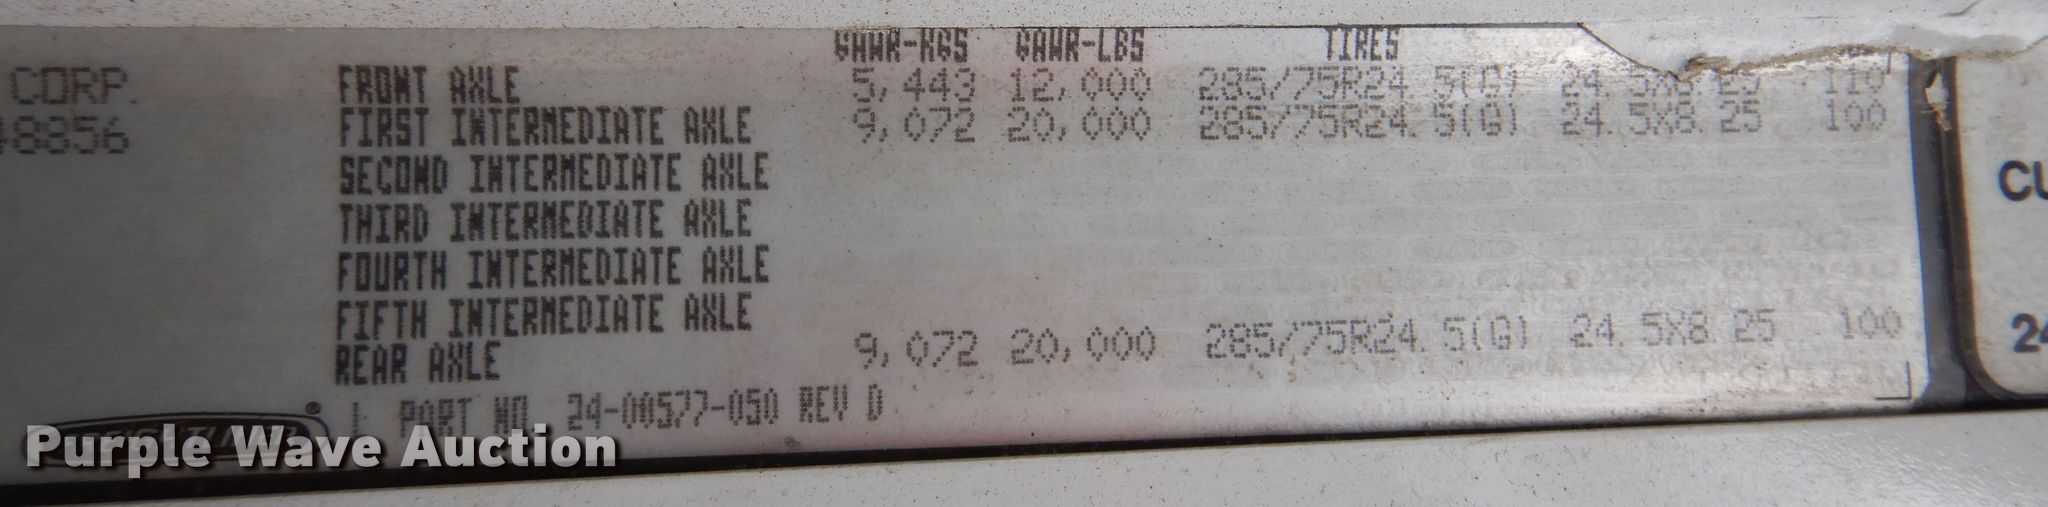 GAWR-KGS GAWR-LBS TIRES
CORP. FRONT AXLE 5,443 12,000 285/75R24.5(G) 24.5X8.25 110
48856 FIRST INTERMEDIATE AXLE 9,072 20,000 285/75R24.5(G) 24.5X8.25 100
SECOND INTERMEDIATE AXLE
THIRD INTERMEDIATE AXLE
FOURTH INTERMEDIATE AXLE
FIFTH INTERMEDIATE AXLE
REAR AXLE 9,072 20,000 285/75R24.5(G) 24.5X8.25 100
PART NO. 24-00577-050 REV D
CU
24
Purple Wave Auction